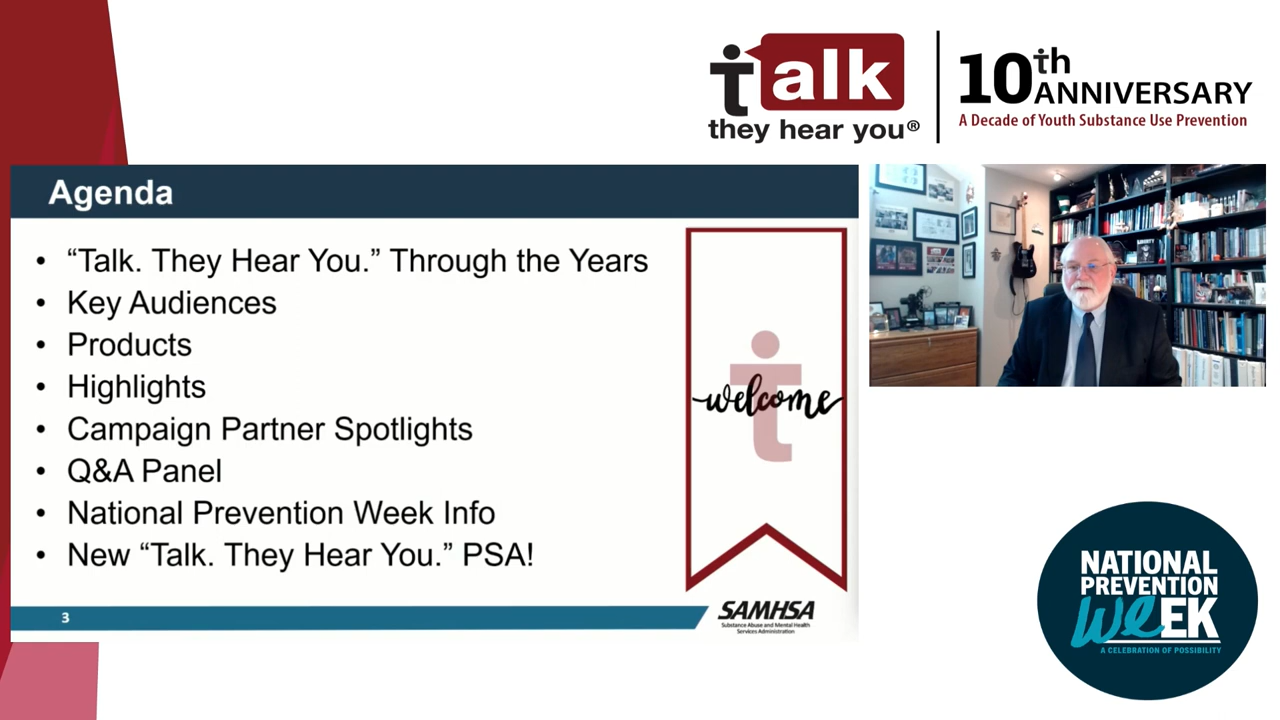 talk
they hear you®
10th
ANNIVERSARY
A Decade of Youth Substance Use Prevention
Agenda
• “Talk. They Hear You.” Through the Years
• Key Audiences
• Products
• Highlights
• Campaign Partner Spotlights
• Q&A Panel
• National Prevention Week Info
• New “Talk. They Hear You.” PSA!
t
welcome
3
SAMHSA
Substance Abuse and Mental Health
Services Administration
NATIONAL
PREVENTION
WeEK
A CELEBRATION OF POSSIBILITY